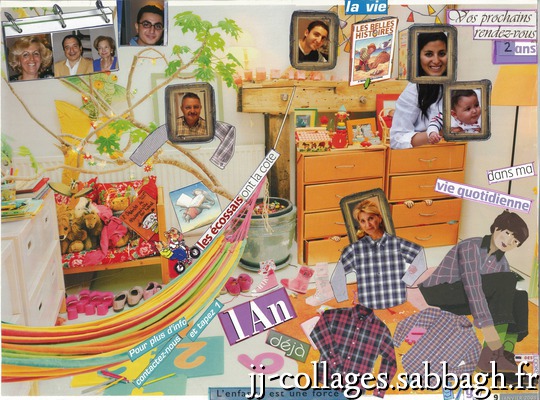 la vie
Vos prochains
rendez-vous
2 ans
LES BELLES
HISTOIRES
dans ma
vie quotidienne
les écossais ont la cote
1 An
déjà
Pour plus d'info
contactez-nous et tapez 1
L'enfant est une force
9
jj-collages.sabbagh.fr